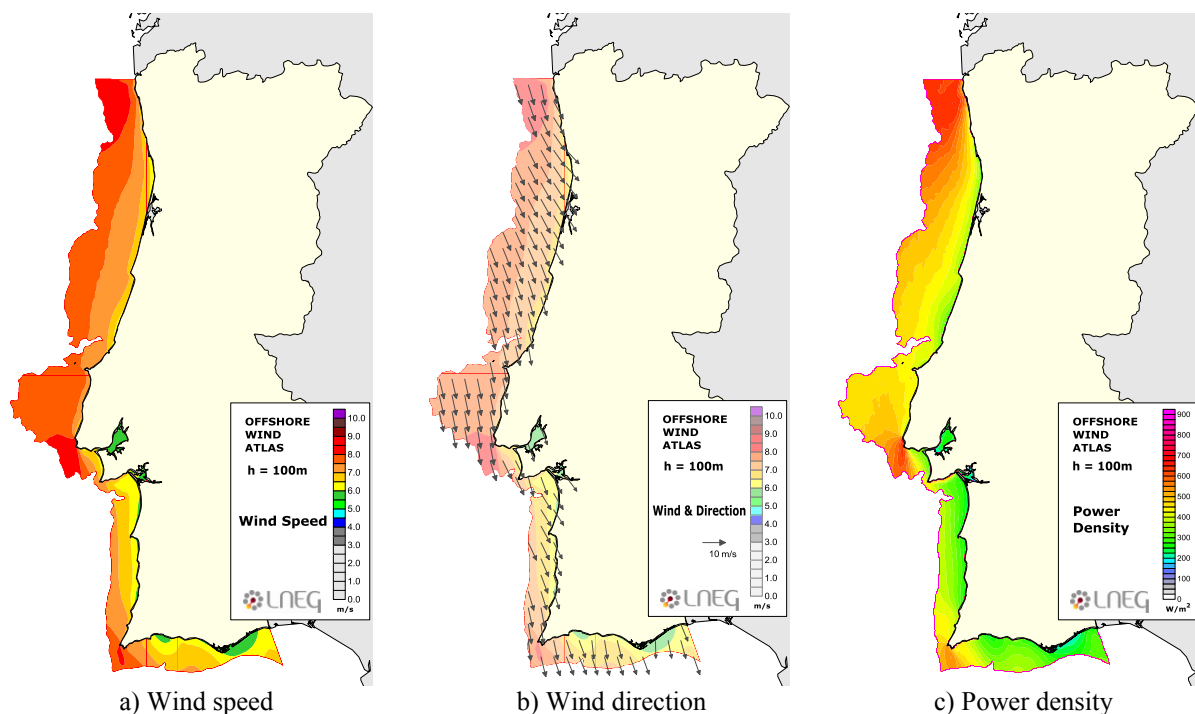 OFFSHORE
WIND
ATLAS
h = 100m
Wind Speed
10.0
9.0
8.0
7.0
6.0
5.0
4.0
3.0
2.0
1.0
0.0
m/s
LNEG
a) Wind speed
OFFSHORE
WIND
ATLAS
h = 100m
Wind & Direction
10 m/s
10.0
9.0
8.0
7.0
6.0
5.0
4.0
3.0
2.0
1.0
0.0
m/s
LNEG
b) Wind direction
OFFSHORE
WIND
ATLAS
h = 100m
Power
Density
900
800
700
600
500
400
300
200
100
0
W/m²
LNEG
c) Power density